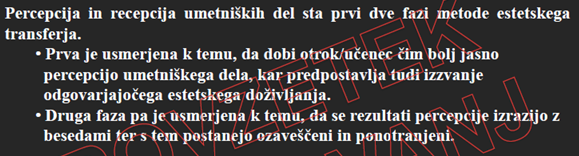 Percepcija in recepcija umetniških del sta prvi dve fazi metode estetskega
transferja.
• Prva je usmerjena k temu, da dobi otrok/učenec čim bolj jasno
percepcijo umetniškega dela, kar predpostavlja tudi izzvanje
odgovarjajočega estetskega doživljanja.
• Druga faza pa je usmerjena k temu, da se rezultati percepcije izrazijo z
besedami ter s tem postanejo ozaveščeni in ponotranjeni.